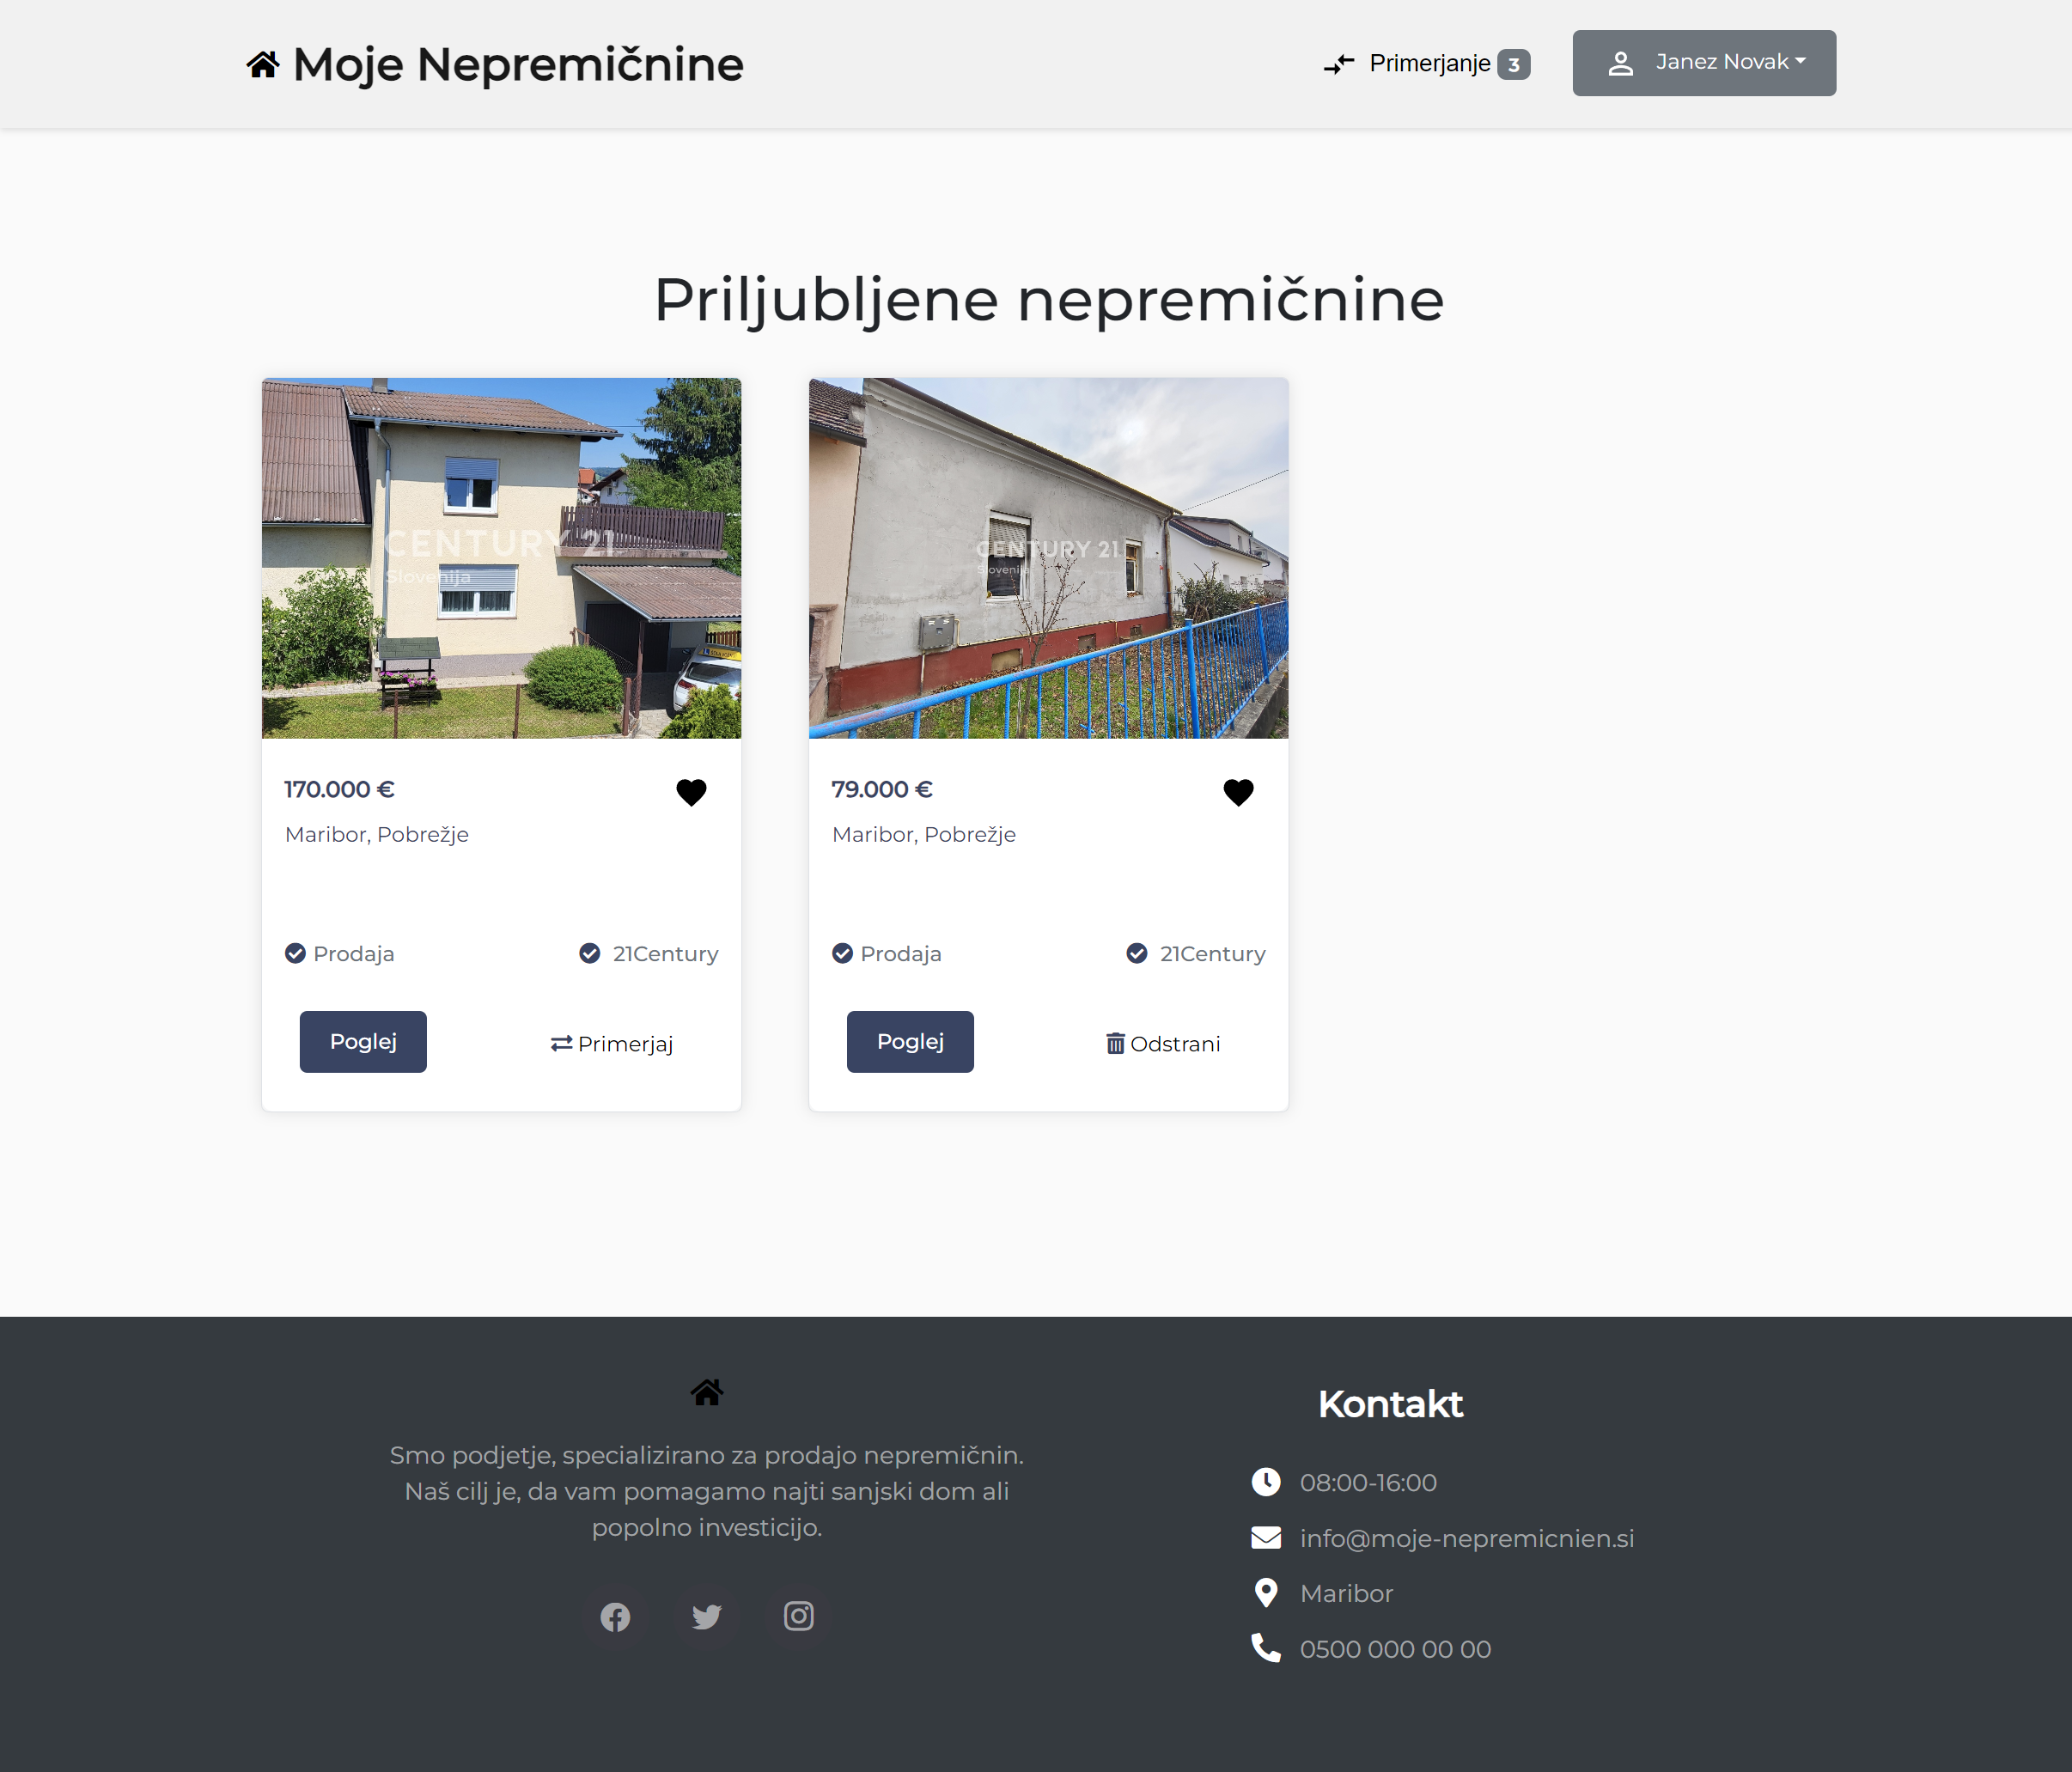 Moje Nepremičnine
Primerjanje 3
Janez Novak
Priljubljene nepremičnine
CENTURY 21
Slovenija
CENTURY 21
Slovenija
170.000 €
Maribor, Pobrežje
Prodaja
21Century
Poglej
Primerjaj
79.000 €
Maribor, Pobrežje
Prodaja
21Century
Poglej
Odstrani
Smo podjetje, specializirano za prodajo nepremičnin.
Naš cilj je, da vam pomagamo najti sanjski dom ali
popolno investicijo.
Kontakt
08:00-16:00
info@moje-nepremicnien.si
Maribor
0500 000 00 00